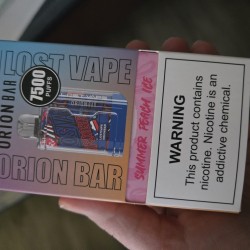 LOST VAPE
ORION BAR
7500
PUFFS
ORION BAR
SUMMER PEACH ICE
WARNING
This product contains
nicotine. Nicotine is an
addictive chemical.